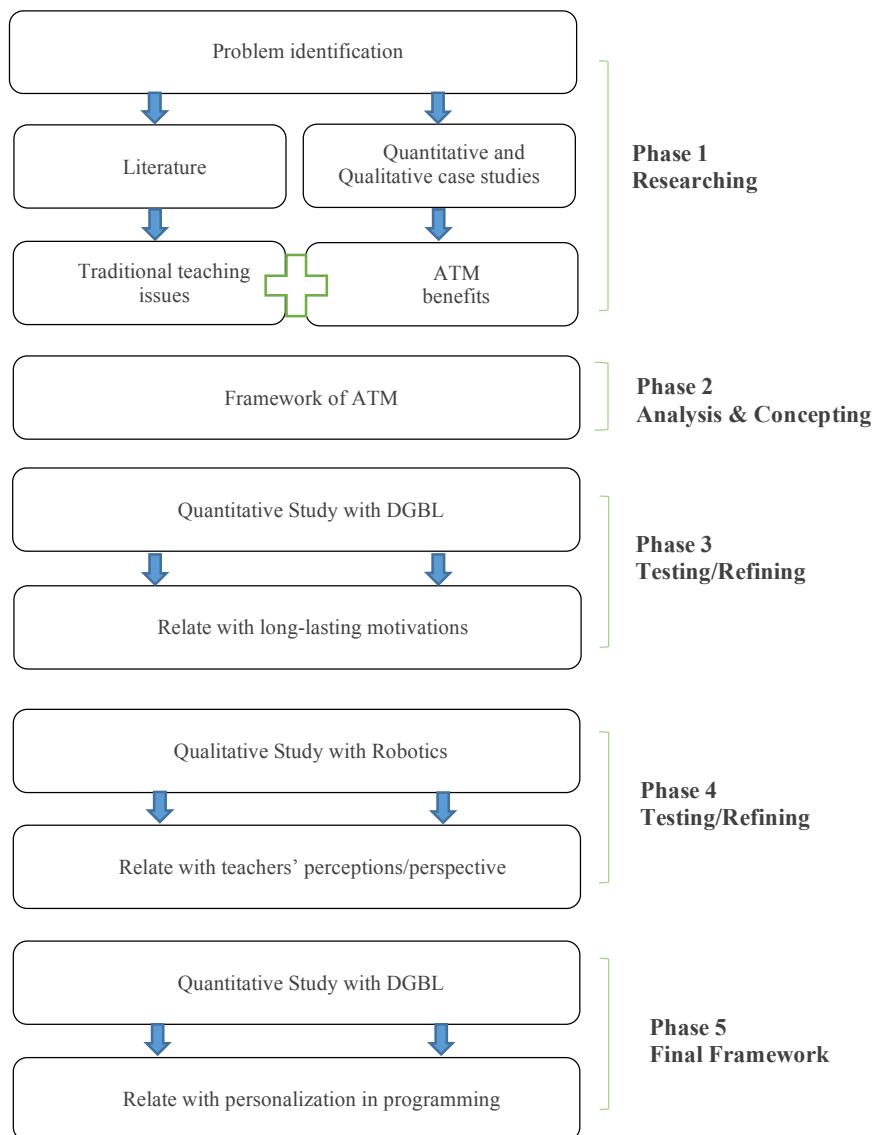 Problem identification
Literature
Quantitative and
Qualitative case studies
Phase 1
Researching
Traditional teaching
issues
ATM
benefits
Framework of ATM
Phase 2
Analysis & Concepting
Quantitative Study with DGBL
Phase 3
Testing/Refining
Relate with long-lasting motivations
Qualitative Study with Robotics
Phase 4
Testing/Refining
Relate with teachers’ perceptions/perspective
Quantitative Study with DGBL
Phase 5
Final Framework
Relate with personalization in programming